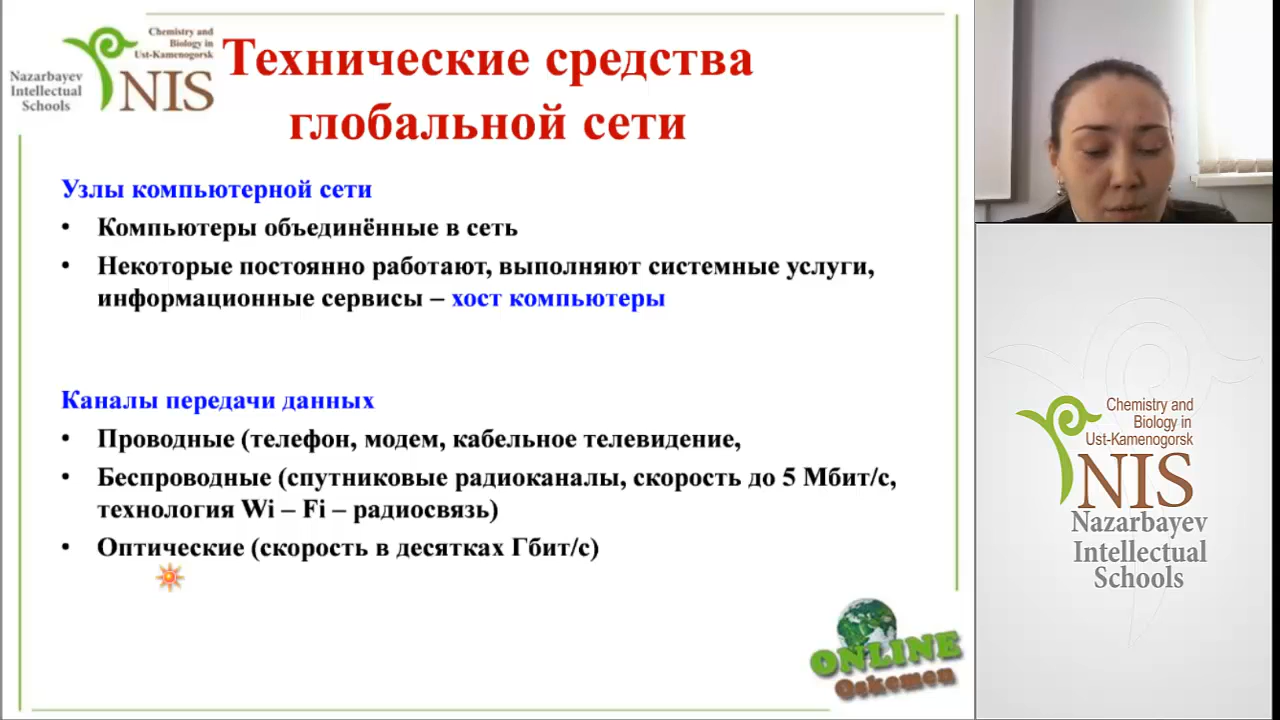 Chemistry and
Biology in
Ust-Kamenogorsk
Nazarbayev
Intellectual
Schools
NIS
Технические средства
глобальной сети
Узлы компьютерной сети
• Компьютеры объединённые в сеть
• Некоторые постоянно работают, выполняют системные услуги,
информационные сервисы – хост компьютеры
Каналы передачи данных
• Проводные (телефон, модем, кабельное телевидение,
• Беспроводные (спутниковые радиоканалы, скорость до 5 Мбит/с,
технология Wi – Fi – радиосвязь)
• Оптические (скорость в десятках Гбит/с)
ONLINE
Oskemen
Chemistry and
Biology in
Ust-Kamenogorsk
NIS
Nazarbayev
Intellectual
Schools